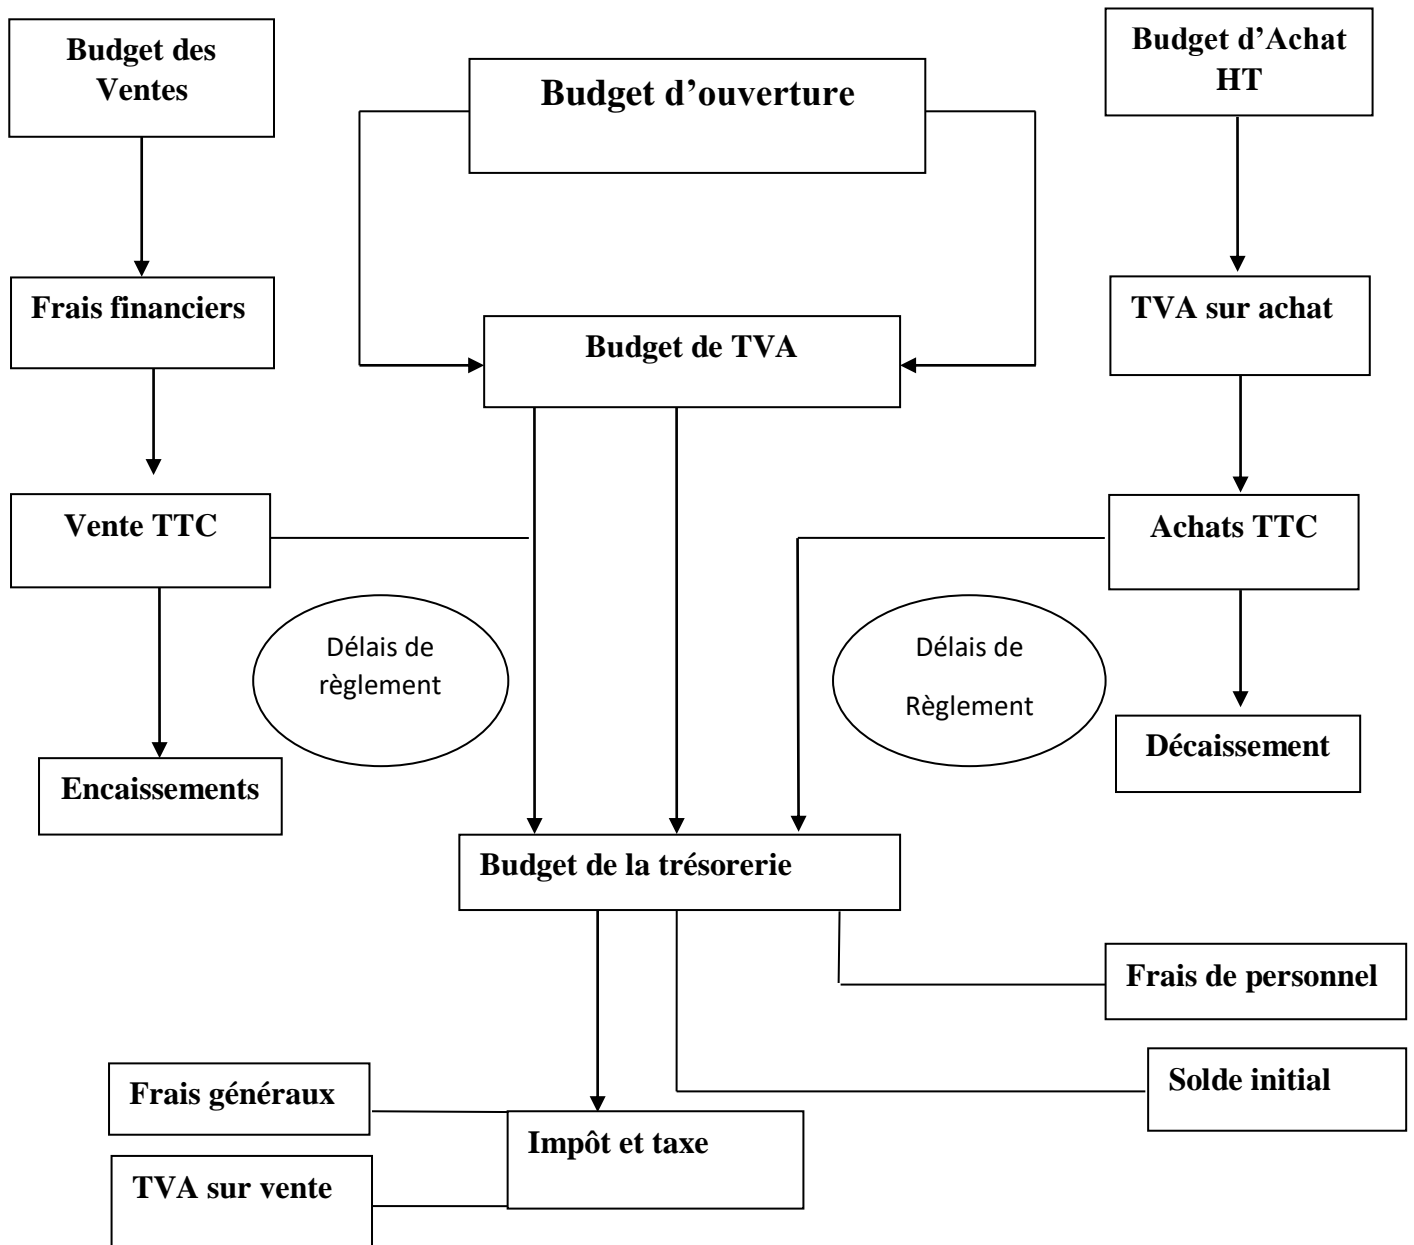 Budget des
Ventes
Budget d’ouverture
Budget d’Achat
HT
Frais financiers
Budget de TVA
TVA sur achat
Vente TTC
Achats TTC
Délais de
règlement
Délais de
Règlement
Encaissements
Décaissement
Budget de la trésorerie
Frais de personnel
Solde initial
Frais généraux
Impôt et taxe
TVA sur vente